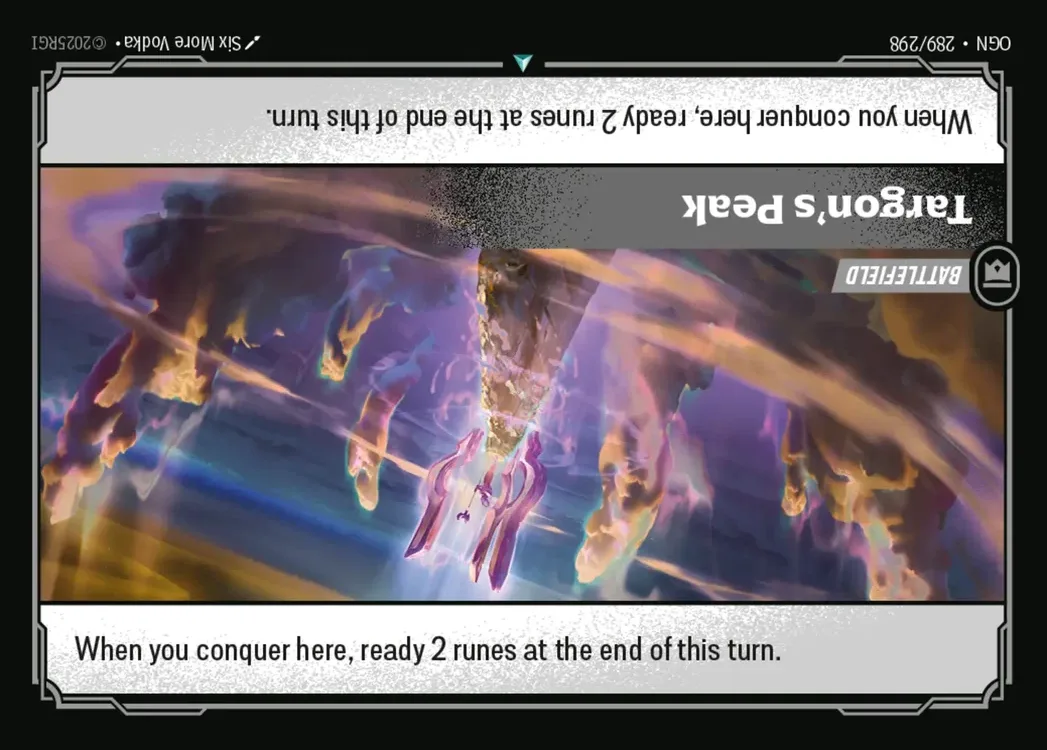 OGN • 289/298
Six More Vodka • ©2025RGI
When you conquer here, ready 2 runes at the end of this turn.
Targon's Peak
BATTLEFIELD
When you conquer here, ready 2 runes at the end of this turn.